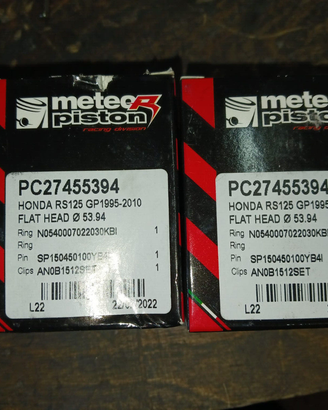 meteoR
piston
racing division
PC27455394
HONDA RS125 GP1995-2010
FLAT HEAD Ø 53.94
Ring N0540007022030KBI 1
Ring
Pin SP150450100YB4I 1
Clips AN0B1512SET 1
L22
meteo
piston
racing
PC27455394
HONDA RS125 GP1995
FLAT HEAD Ø 53.94
Ring N0540007022030KBI
Ring
Pin SP150450100YB4I
Clips AN0B1512SET
L22